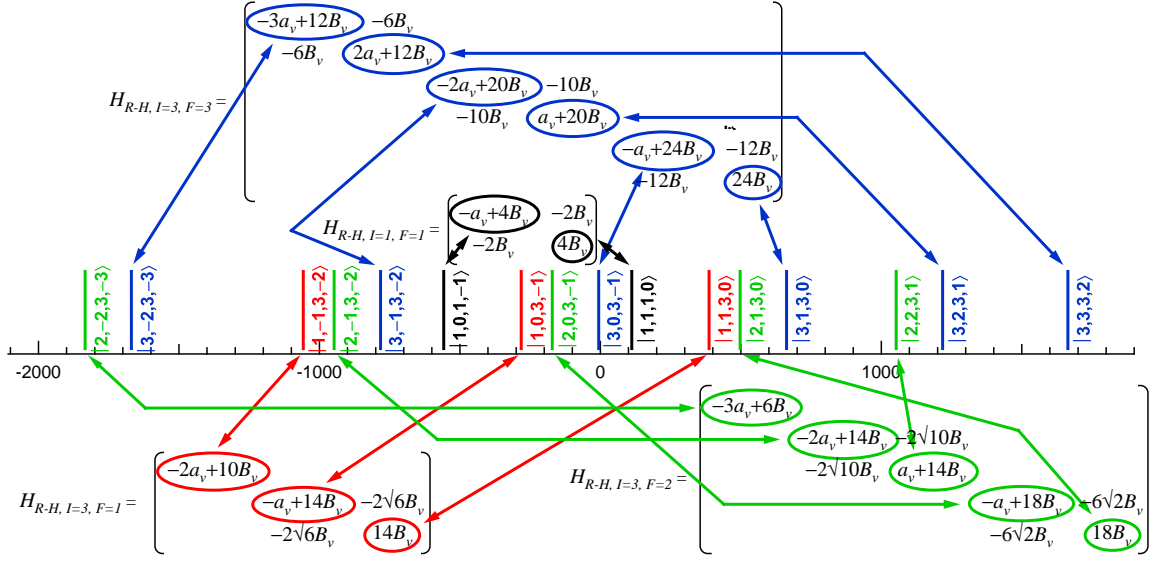 −3a_v+12B_v −6B_v
−6B_v 2a_v+12B_v
−2a_v+20B_v −10B_v
H_{R-H, I=3, F=3} =
−10B_v a_v+20B_v
−a_v+24B_v −12B_v
−12B_v 24B_v
−a_v+4B_v −2B_v
H_{R-H, I=1, F=1} =
−2B_v 4B_v
|2,−2,3,−3⟩
|3,−2,3,−3⟩
|1,−1,3,−2⟩
|2,−1,3,−2⟩
|3,−1,3,−2⟩
|1,0,1,−1⟩
|1,0,3,−1⟩
|2,0,3,−1⟩
|3,0,3,−1⟩
|1,1,1,0⟩
|1,1,3,0⟩
|2,1,3,0⟩
|3,1,3,0⟩
|2,2,3,1⟩
|3,2,3,1⟩
|3,3,3,2⟩
-2000 -1000 0 1000
−3a_v+6B_v
−2a_v+14B_v −2√10B_v
−2√10B_v a_v+14B_v
H_{R-H, I=3, F=2} =
−a_v+18B_v −6√2B_v
−6√2B_v 18B_v
−2a_v+10B_v
H_{R-H, I=3, F=1} =
−a_v+14B_v −2√6B_v
−2√6B_v 14B_v